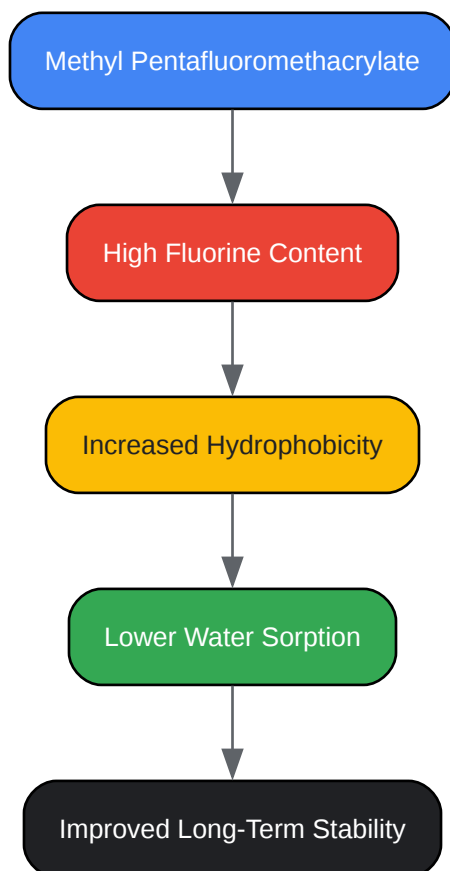 Methyl Pentafluoromethacrylate
High Fluorine Content
Increased Hydrophobicity
Lower Water Sorption
Improved Long-Term Stability